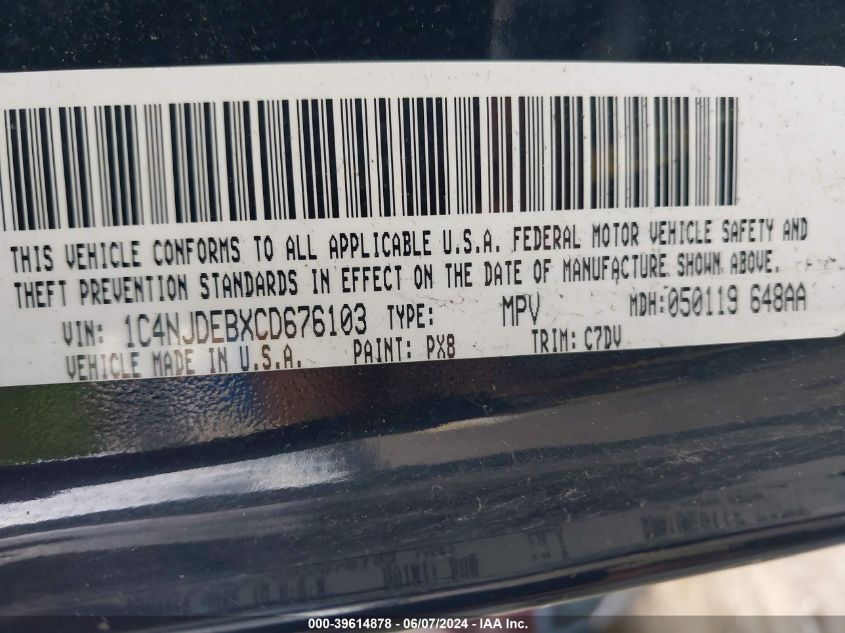 THIS VEHICLE CONFORMS TO ALL APPLICABLE U.S.A. FEDERAL MOTOR VEHICLE SAFETY AND
THEFT PREVENTION STANDARDS IN EFFECT ON THE DATE OF MANUFACTURE SHOWN ABOVE.
VIN: 1C4NJDEBXCD676103 TYPE: MPV MDH:050119 648AA
VEHICLE MADE IN U.S.A. PAINT: PX8 TRIM: C7DV
000-39614878 - 06/07/2024 - IAA Inc.